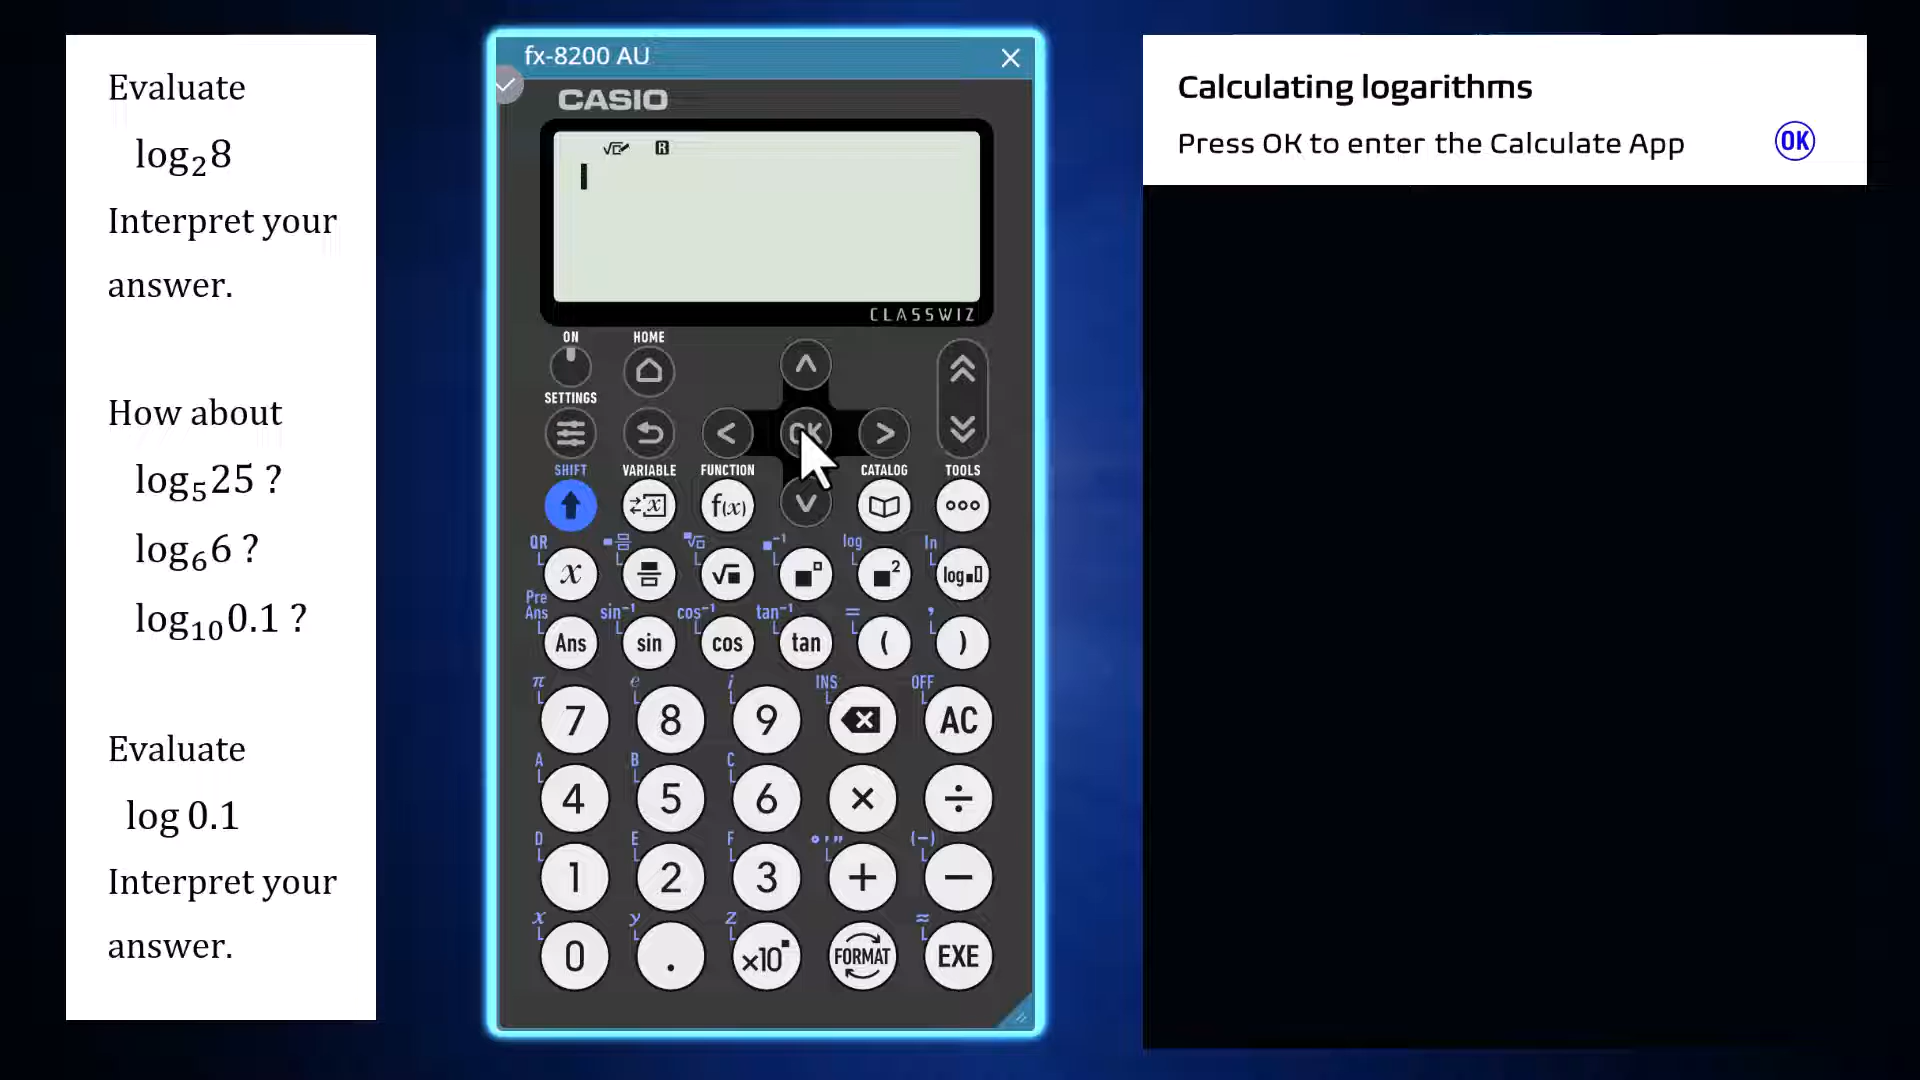 Evaluate
log₂8
Interpret your
answer.
How about
log₅25 ?
log₆6 ?
log₁₀0.1 ?
Evaluate
log 0.1
Interpret your
answer.
fx-8200 AU
CASIO
√□ R
CLASSWIZ
ON HOME
SETTINGS
< OK >
SHIFT VARIABLE FUNCTION CATALOG TOOLS
x f(x)
QR ■⁻¹ log ln
x √■ ■□ ■² log■□
Pre
Ans sin⁻¹ cos⁻¹ tan⁻¹ = ,
Ans sin cos tan ( )
π e i INS OFF
7 8 9 AC
A B C
4 5 6 × ÷
D E F ° ′ ″ (−)
1 2 3 + −
x y z ≈
0 . ×10■ FORMAT EXE
Calculating logarithms
Press OK to enter the Calculate App OK